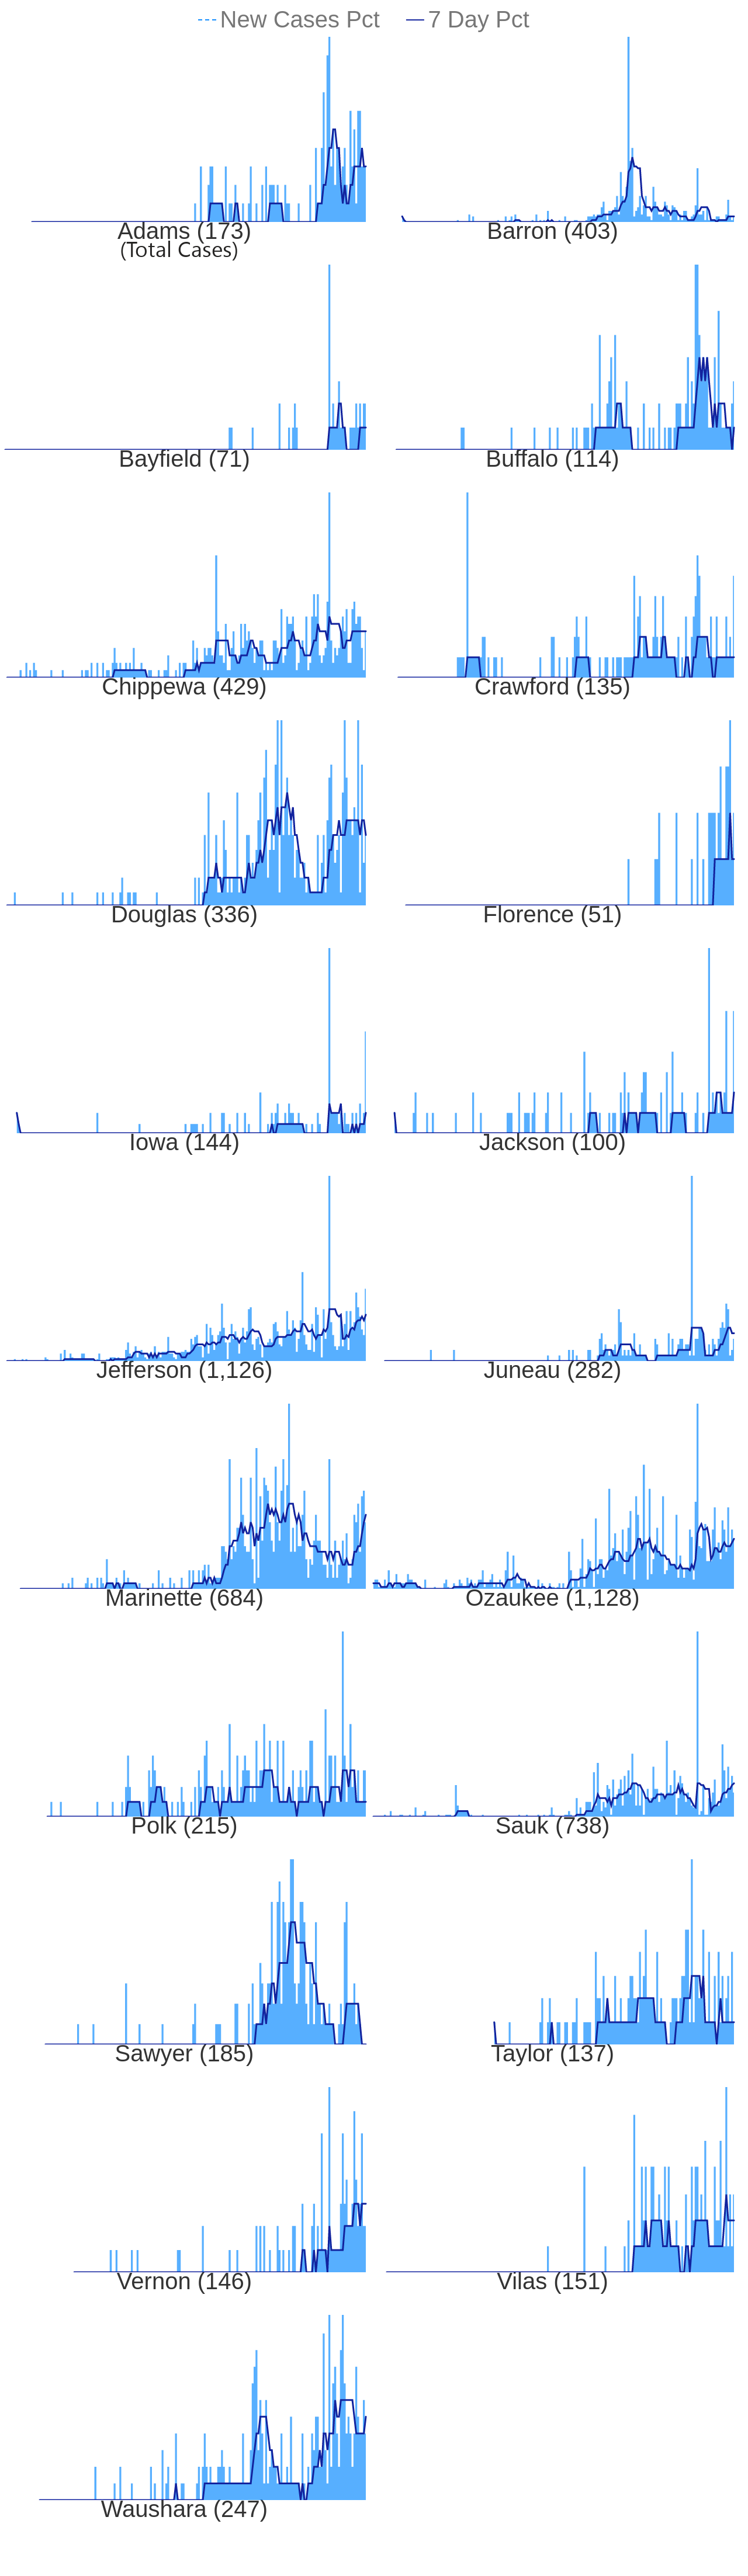 New Cases Pct 7 Day Pct
Adams (173) Barron (403)
(Total Cases)
Bayfield (71) Buffalo (114)
Chippewa (429) Crawford (135)
Douglas (336) Florence (51)
Iowa (144) Jackson (100)
Jefferson (1,126) Juneau (282)
Marinette (684) Ozaukee (1,128)
Polk (215) Sauk (738)
Sawyer (185) Taylor (137)
Vernon (146) Vilas (151)
Waushara (247)